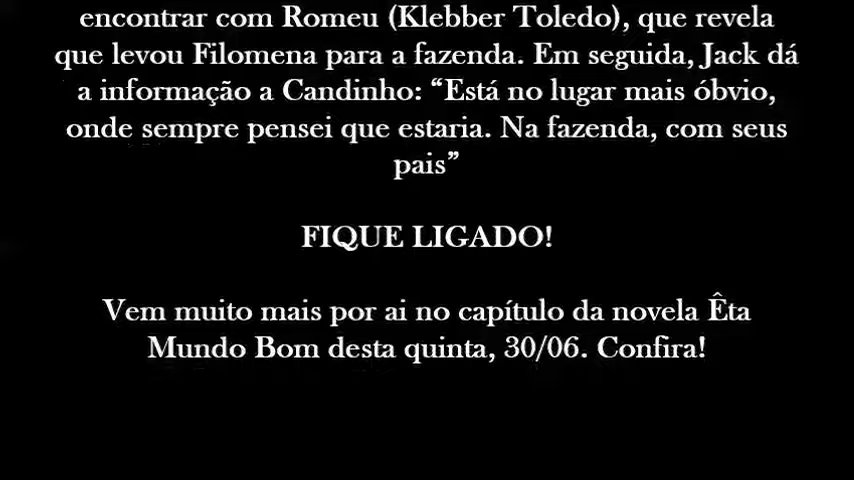 encontrar com Romeu (Klebber Toledo), que revela
que levou Filomena para a fazenda. Em seguida, Jack dá
a informação a Candinho: “Está no lugar mais óbvio,
onde sempre pensei que estaria. Na fazenda, com seus
pais”
FIQUE LIGADO!
Vem muito mais por ai no capítulo da novela Êta
Mundo Bom desta quinta, 30/06. Confira!